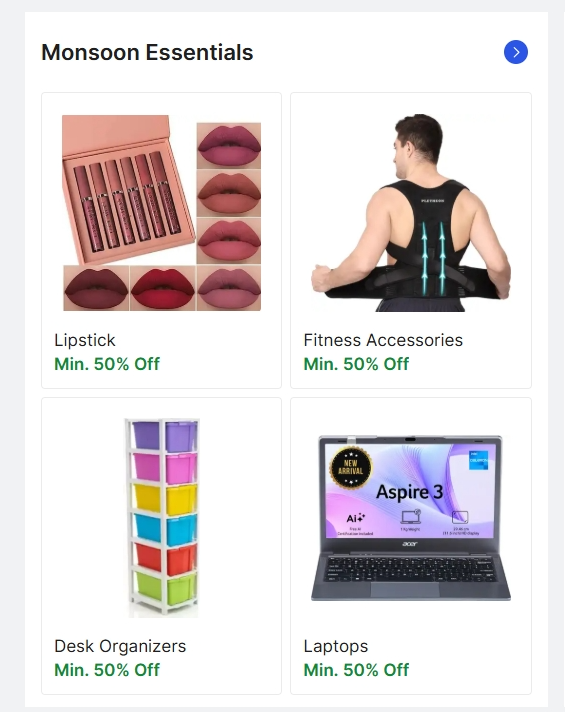 Monsoon Essentials
Lipstick
Min. 50% Off
Fitness Accessories
Min. 50% Off
NEW
ARRIVAL
Aspire 3
Ai
acer
Desk Organizers
Min. 50% Off
Laptops
Min. 50% Off